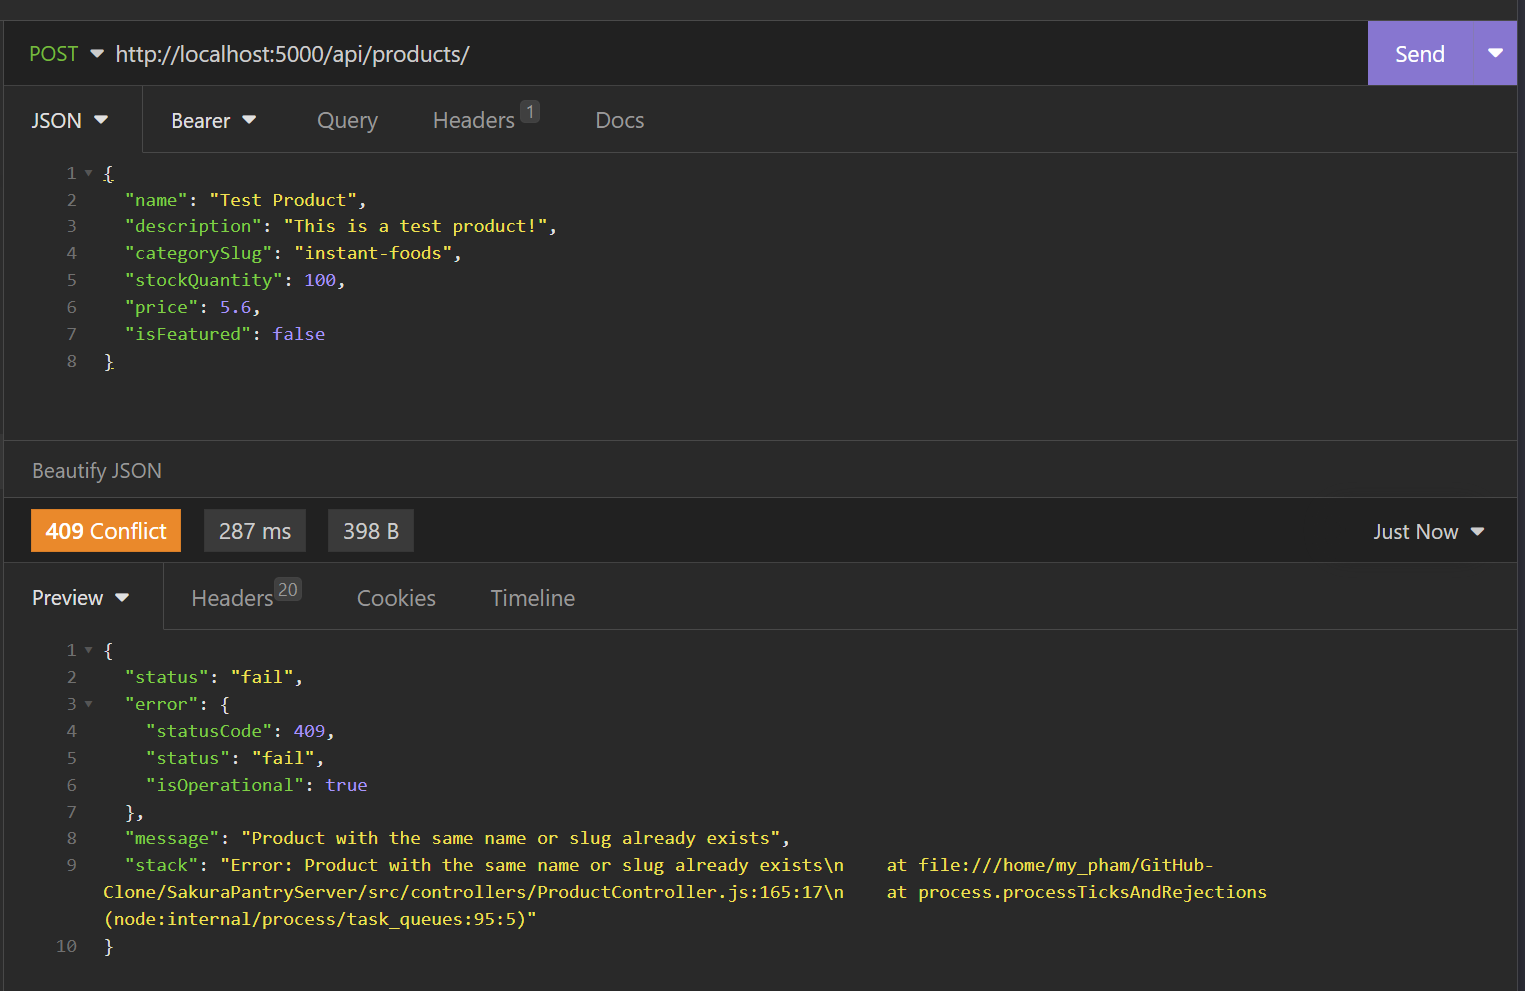 POST http://localhost:5000/api/products/ Send
JSON Bearer Query Headers 1 Docs
1 {
2 "name": "Test Product",
3 "description": "This is a test product!",
4 "categorySlug": "instant-foods",
5 "stockQuantity": 100,
6 "price": 5.6,
7 "isFeatured": false
8 }
Beautify JSON
409 Conflict 287 ms 398 B Just Now
Preview Headers 20 Cookies Timeline
1 {
2 "status": "fail",
3 "error": {
4 "statusCode": 409,
5 "status": "fail",
6 "isOperational": true
7 },
8 "message": "Product with the same name or slug already exists",
9 "stack": "Error: Product with the same name or slug already exists\n    at file:///home/my_pham/GitHub-
Clone/SakuraPantryServer/src/controllers/ProductController.js:165:17\n    at process.processTicksAndRejections
(node:internal/process/task_queues:95:5)"
10 }